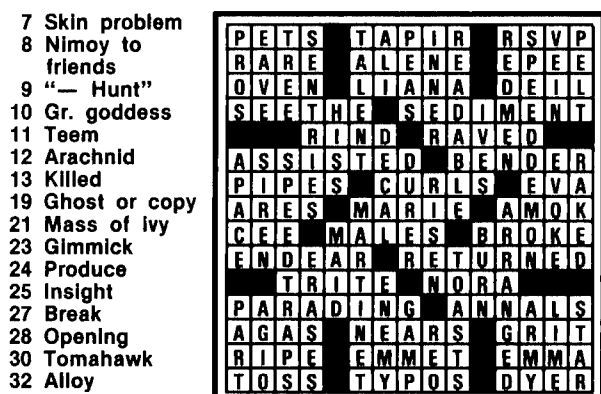 7 Skin problem
8 Nimoy to
friends
9 "— Hunt"
10 Gr. goddess
11 Teem
12 Arachnid
13 Killed
19 Ghost or copy
21 Mass of ivy
23 Gimmick
24 Produce
25 Insight
27 Break
28 Opening
30 Tomahawk
32 Alloy
PETS TAPIR RSVP
RARE ALENE EPEE
OVEN LIANA DEIL
SEETHE SEDIMENT
RIND RAVED
ASSISTED BENDER
PIPES CURLS EVA
ARES MARIE AMOK
CEE MALES BROKE
ENDEAR RETURNED
TRITE NORA
PARADING ANNALS
AGAS NEARS GRIT
RIPE EMMET EMMA
TOSS TYPOS DYER